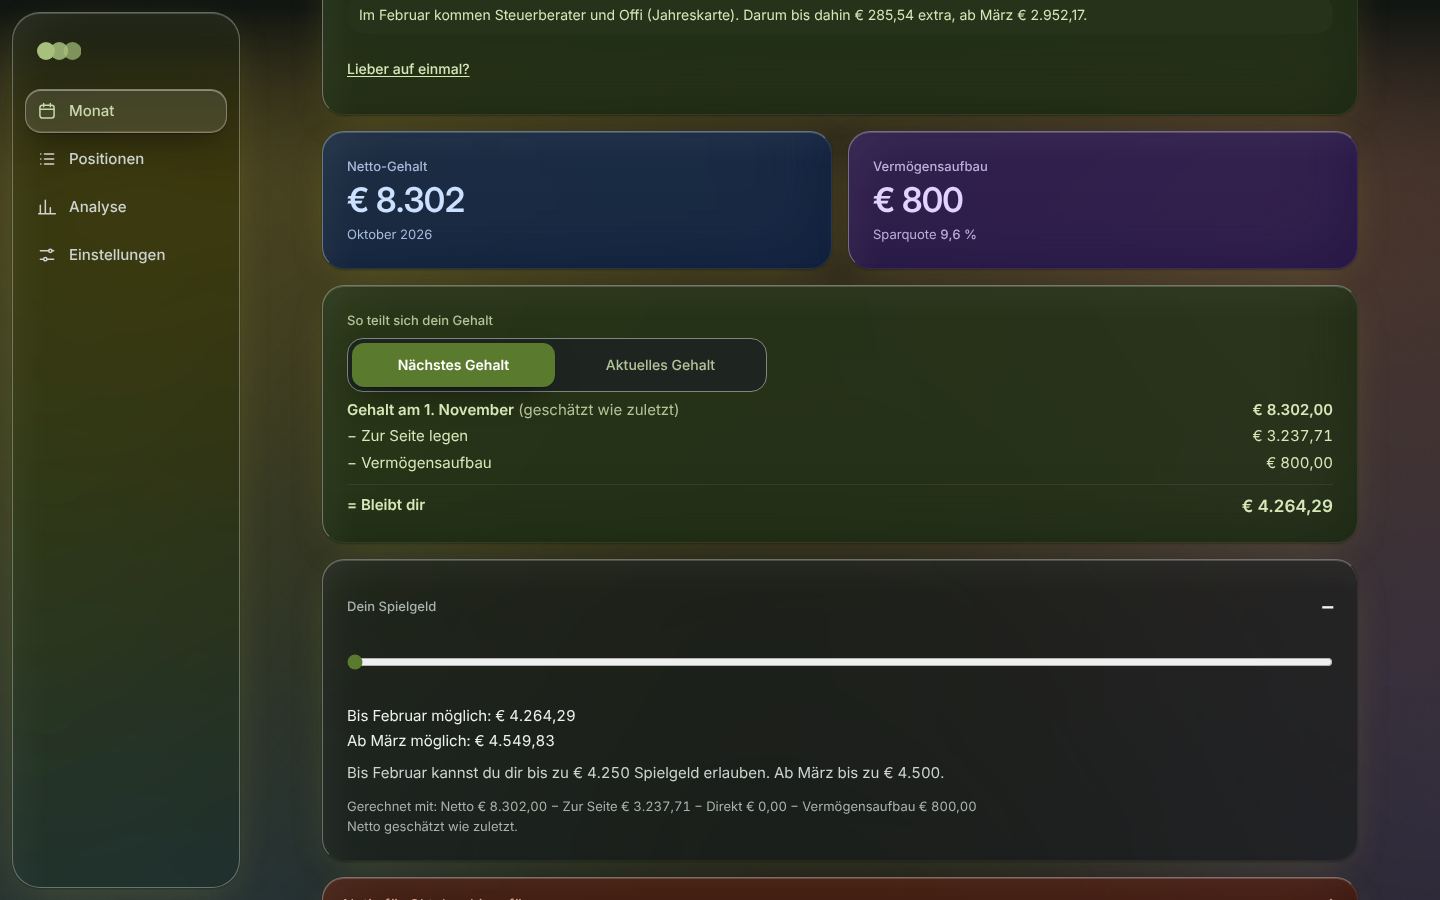 Im Februar kommen Steuerberater und Offi (Jahreskarte). Darum bis dahin € 285,54 extra, ab März € 2.952,17.
Lieber auf einmal?
Monat
Positionen
Analyse
Einstellungen
Netto-Gehalt
€ 8.302
Oktober 2026
Vermögensaufbau
€ 800
Sparquote 9,6 %
So teilt sich dein Gehalt
Nächstes Gehalt
Aktuelles Gehalt
Gehalt am 1. November (geschätzt wie zuletzt) € 8.302,00
− Zur Seite legen € 3.237,71
− Vermögensaufbau € 800,00
= Bleibt dir € 4.264,29
Dein Spielgeld –
Bis Februar möglich: € 4.264,29
Ab März möglich: € 4.549,83
Bis Februar kannst du dir bis zu € 4.250 Spielgeld erlauben. Ab März bis zu € 4.500.
Gerechnet mit: Netto € 8.302,00 − Zur Seite € 3.237,71 − Direkt € 0,00 − Vermögensaufbau € 800,00
Netto geschätzt wie zuletzt.